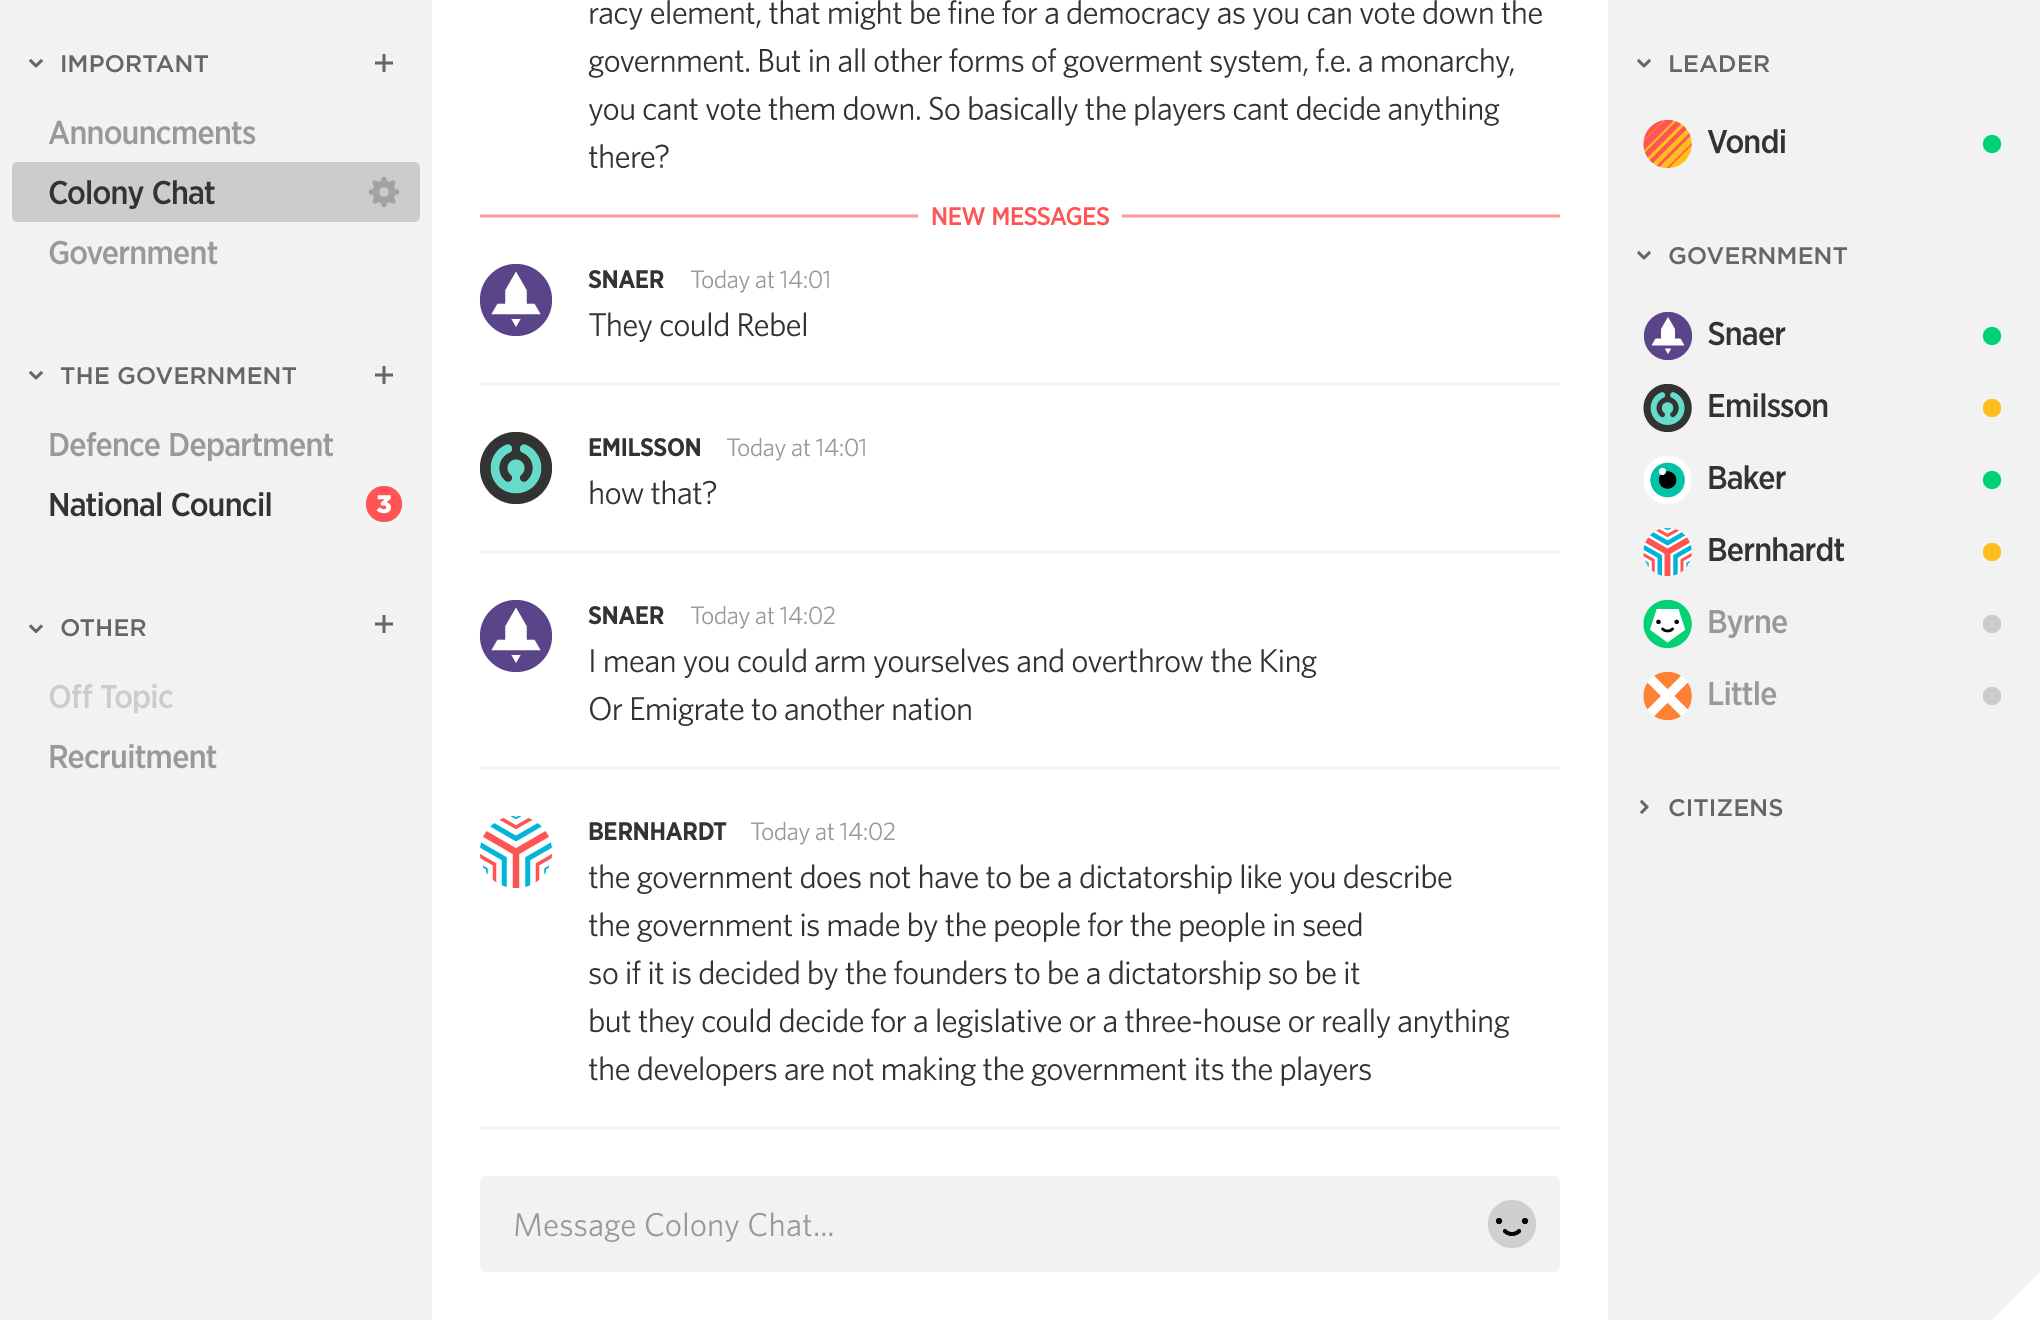 IMPORTANT
Announcments
Colony Chat
Government
THE GOVERNMENT
Defence Department
National Council
3
OTHER
Off Topic
Recruitment
racy element, that might be fine for a democracy as you can vote down the
government. But in all other forms of goverment system, f.e. a monarchy,
you cant vote them down. So basically the players cant decide anything
there?
NEW MESSAGES
SNAER Today at 14:01
They could Rebel
EMILSSON Today at 14:01
how that?
SNAER Today at 14:02
I mean you could arm yourselves and overthrow the King
Or Emigrate to another nation
BERNHARDT Today at 14:02
the government does not have to be a dictatorship like you describe
the government is made by the people for the people in seed
so if it is decided by the founders to be a dictatorship so be it
but they could decide for a legislative or a three-house or really anything
the developers are not making the government its the players
Message Colony Chat...
LEADER
Vondi
GOVERNMENT
Snaer
Emilsson
Baker
Bernhardt
Byrne
Little
CITIZENS